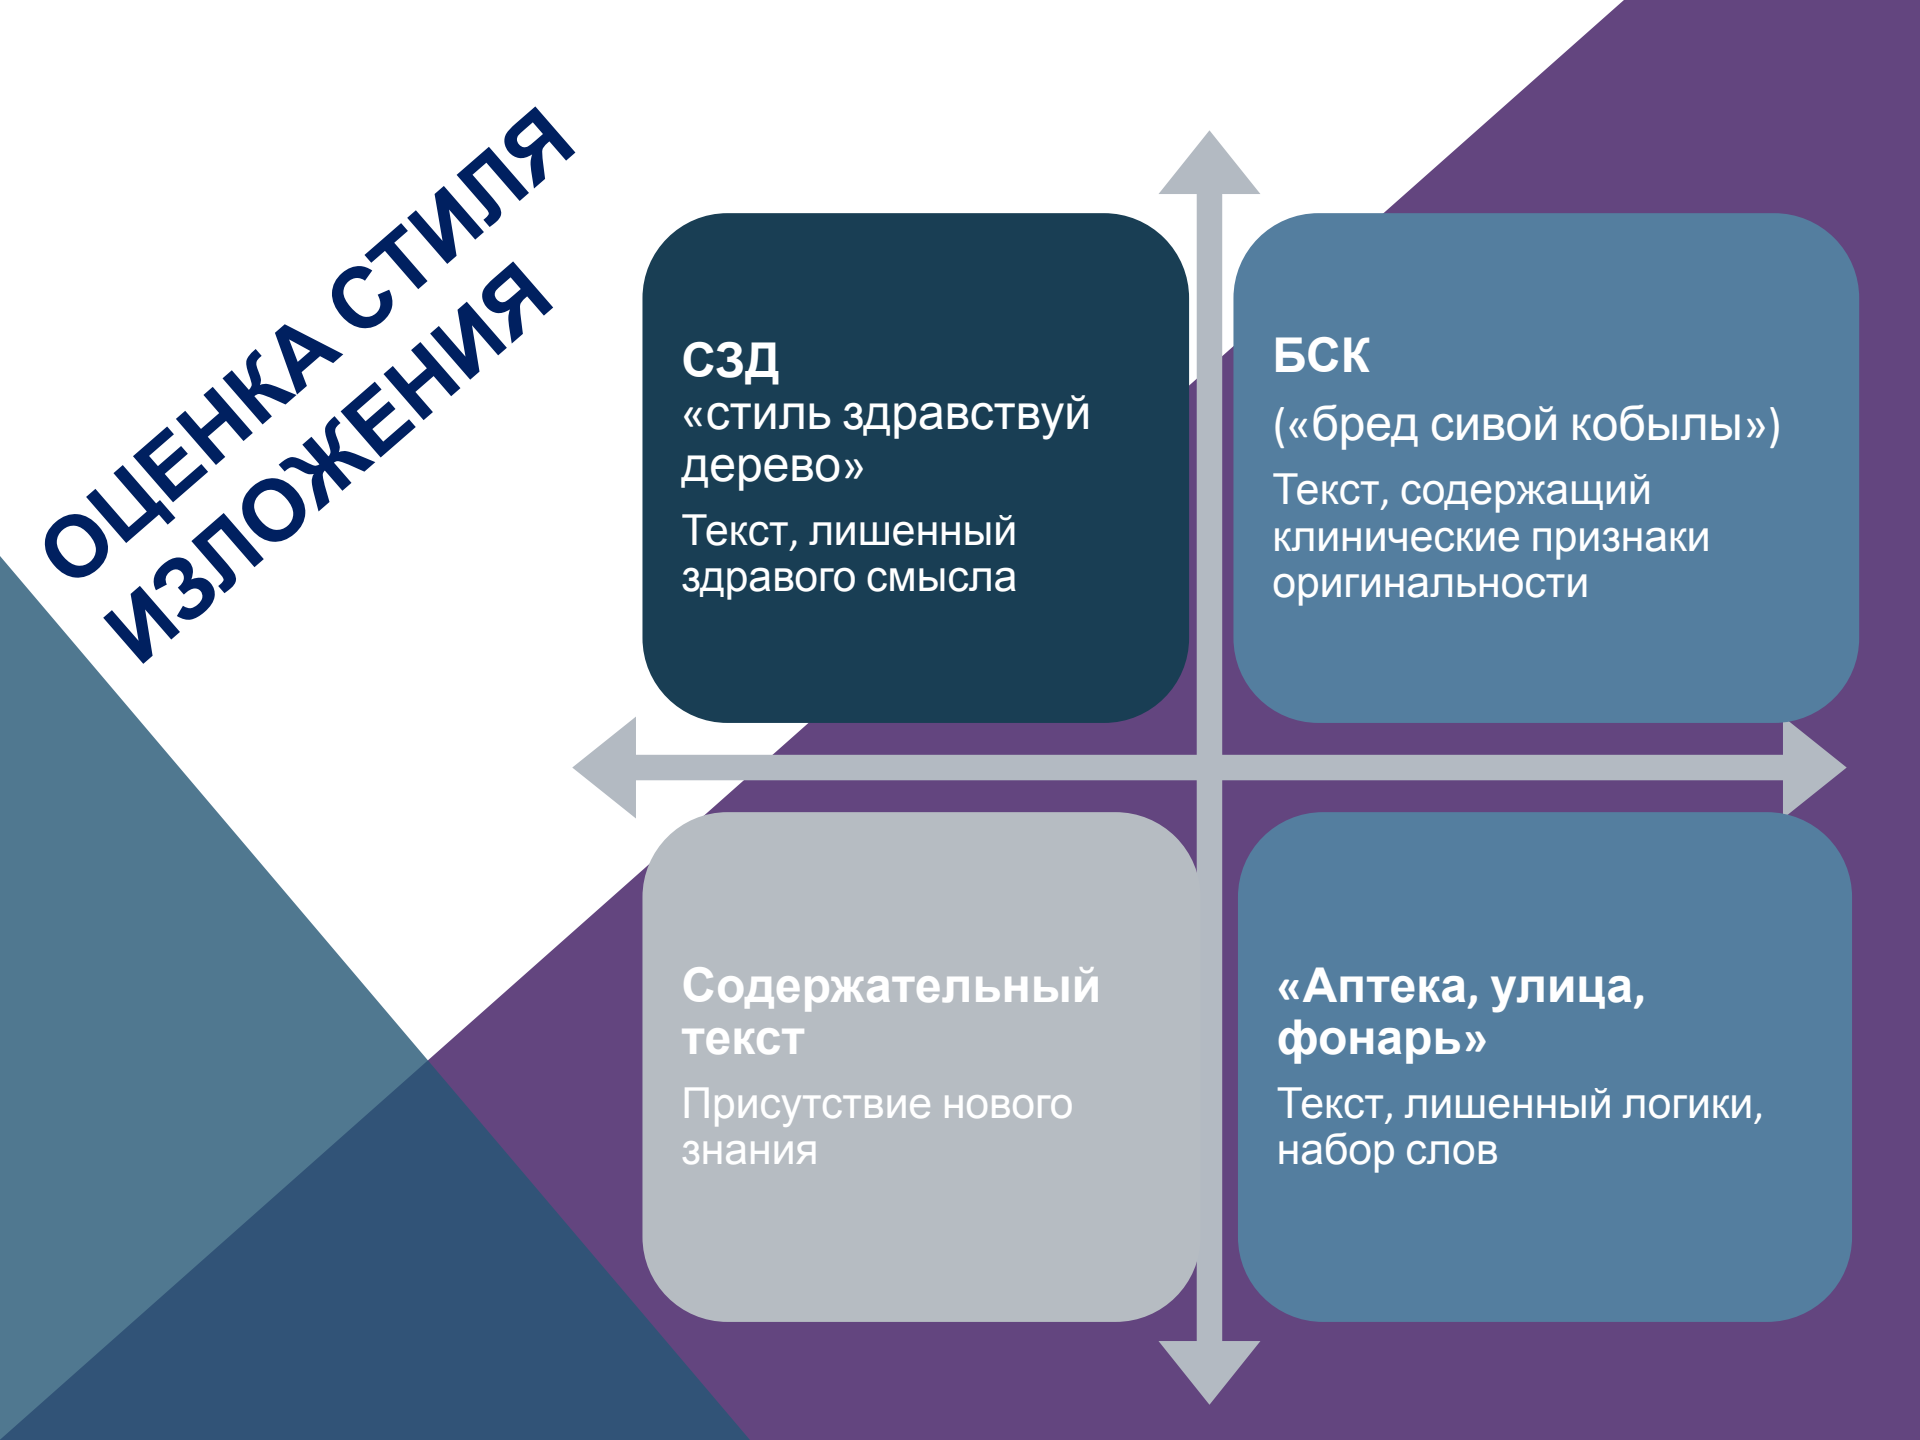 ОЦЕНКА СТИЛЯ
ИЗЛОЖЕНИЯ
СЗД
«стиль здравствуй
дерево»
Текст, лишенный
здравого смысла
БСК
(«бред сивой кобылы»)
Текст, содержащий
клинические признаки
оригинальности
Содержательный
текст
Присутствие нового
знания
«Аптека, улица,
фонарь»
Текст, лишенный логики,
набор слов